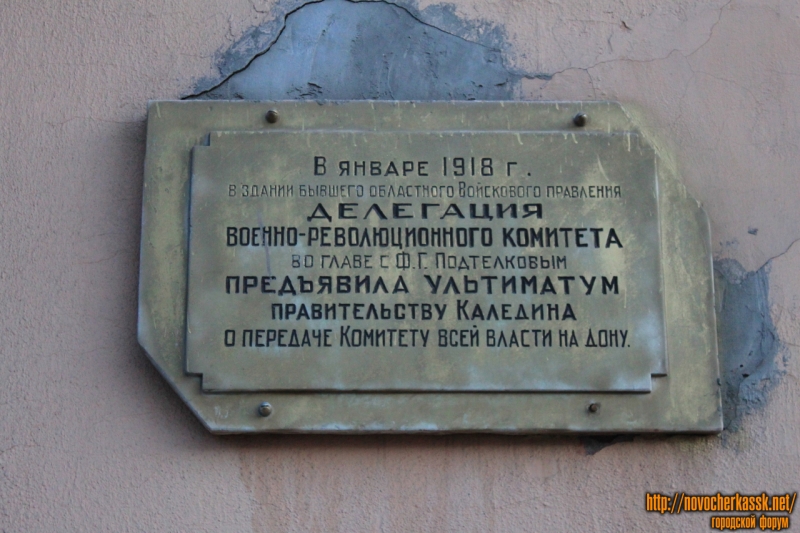 В ЯНВАРЕ 1918 Г.
В ЗДАНИИ БЫВШЕГО ОБЛАСТНОГО ВОЙСКОВОГО ПРАВЛЕНИЯ
ДЕЛЕГАЦИЯ
ВОЕННО-РЕВОЛЮЦИОННОГО КОМИТЕТА
ВО ГЛАВЕ С Ф.Г. ПОДТЕЛКОВЫМ
ПРЕДЪЯВИЛА УЛЬТИМАТУМ
ПРАВИТЕЛЬСТВУ КАЛЕДИНА
О ПЕРЕДАЧЕ КОМИТЕТУ ВСЕЙ ВЛАСТИ НА ДОНУ.
http://novocherkassk.net/
городской форум